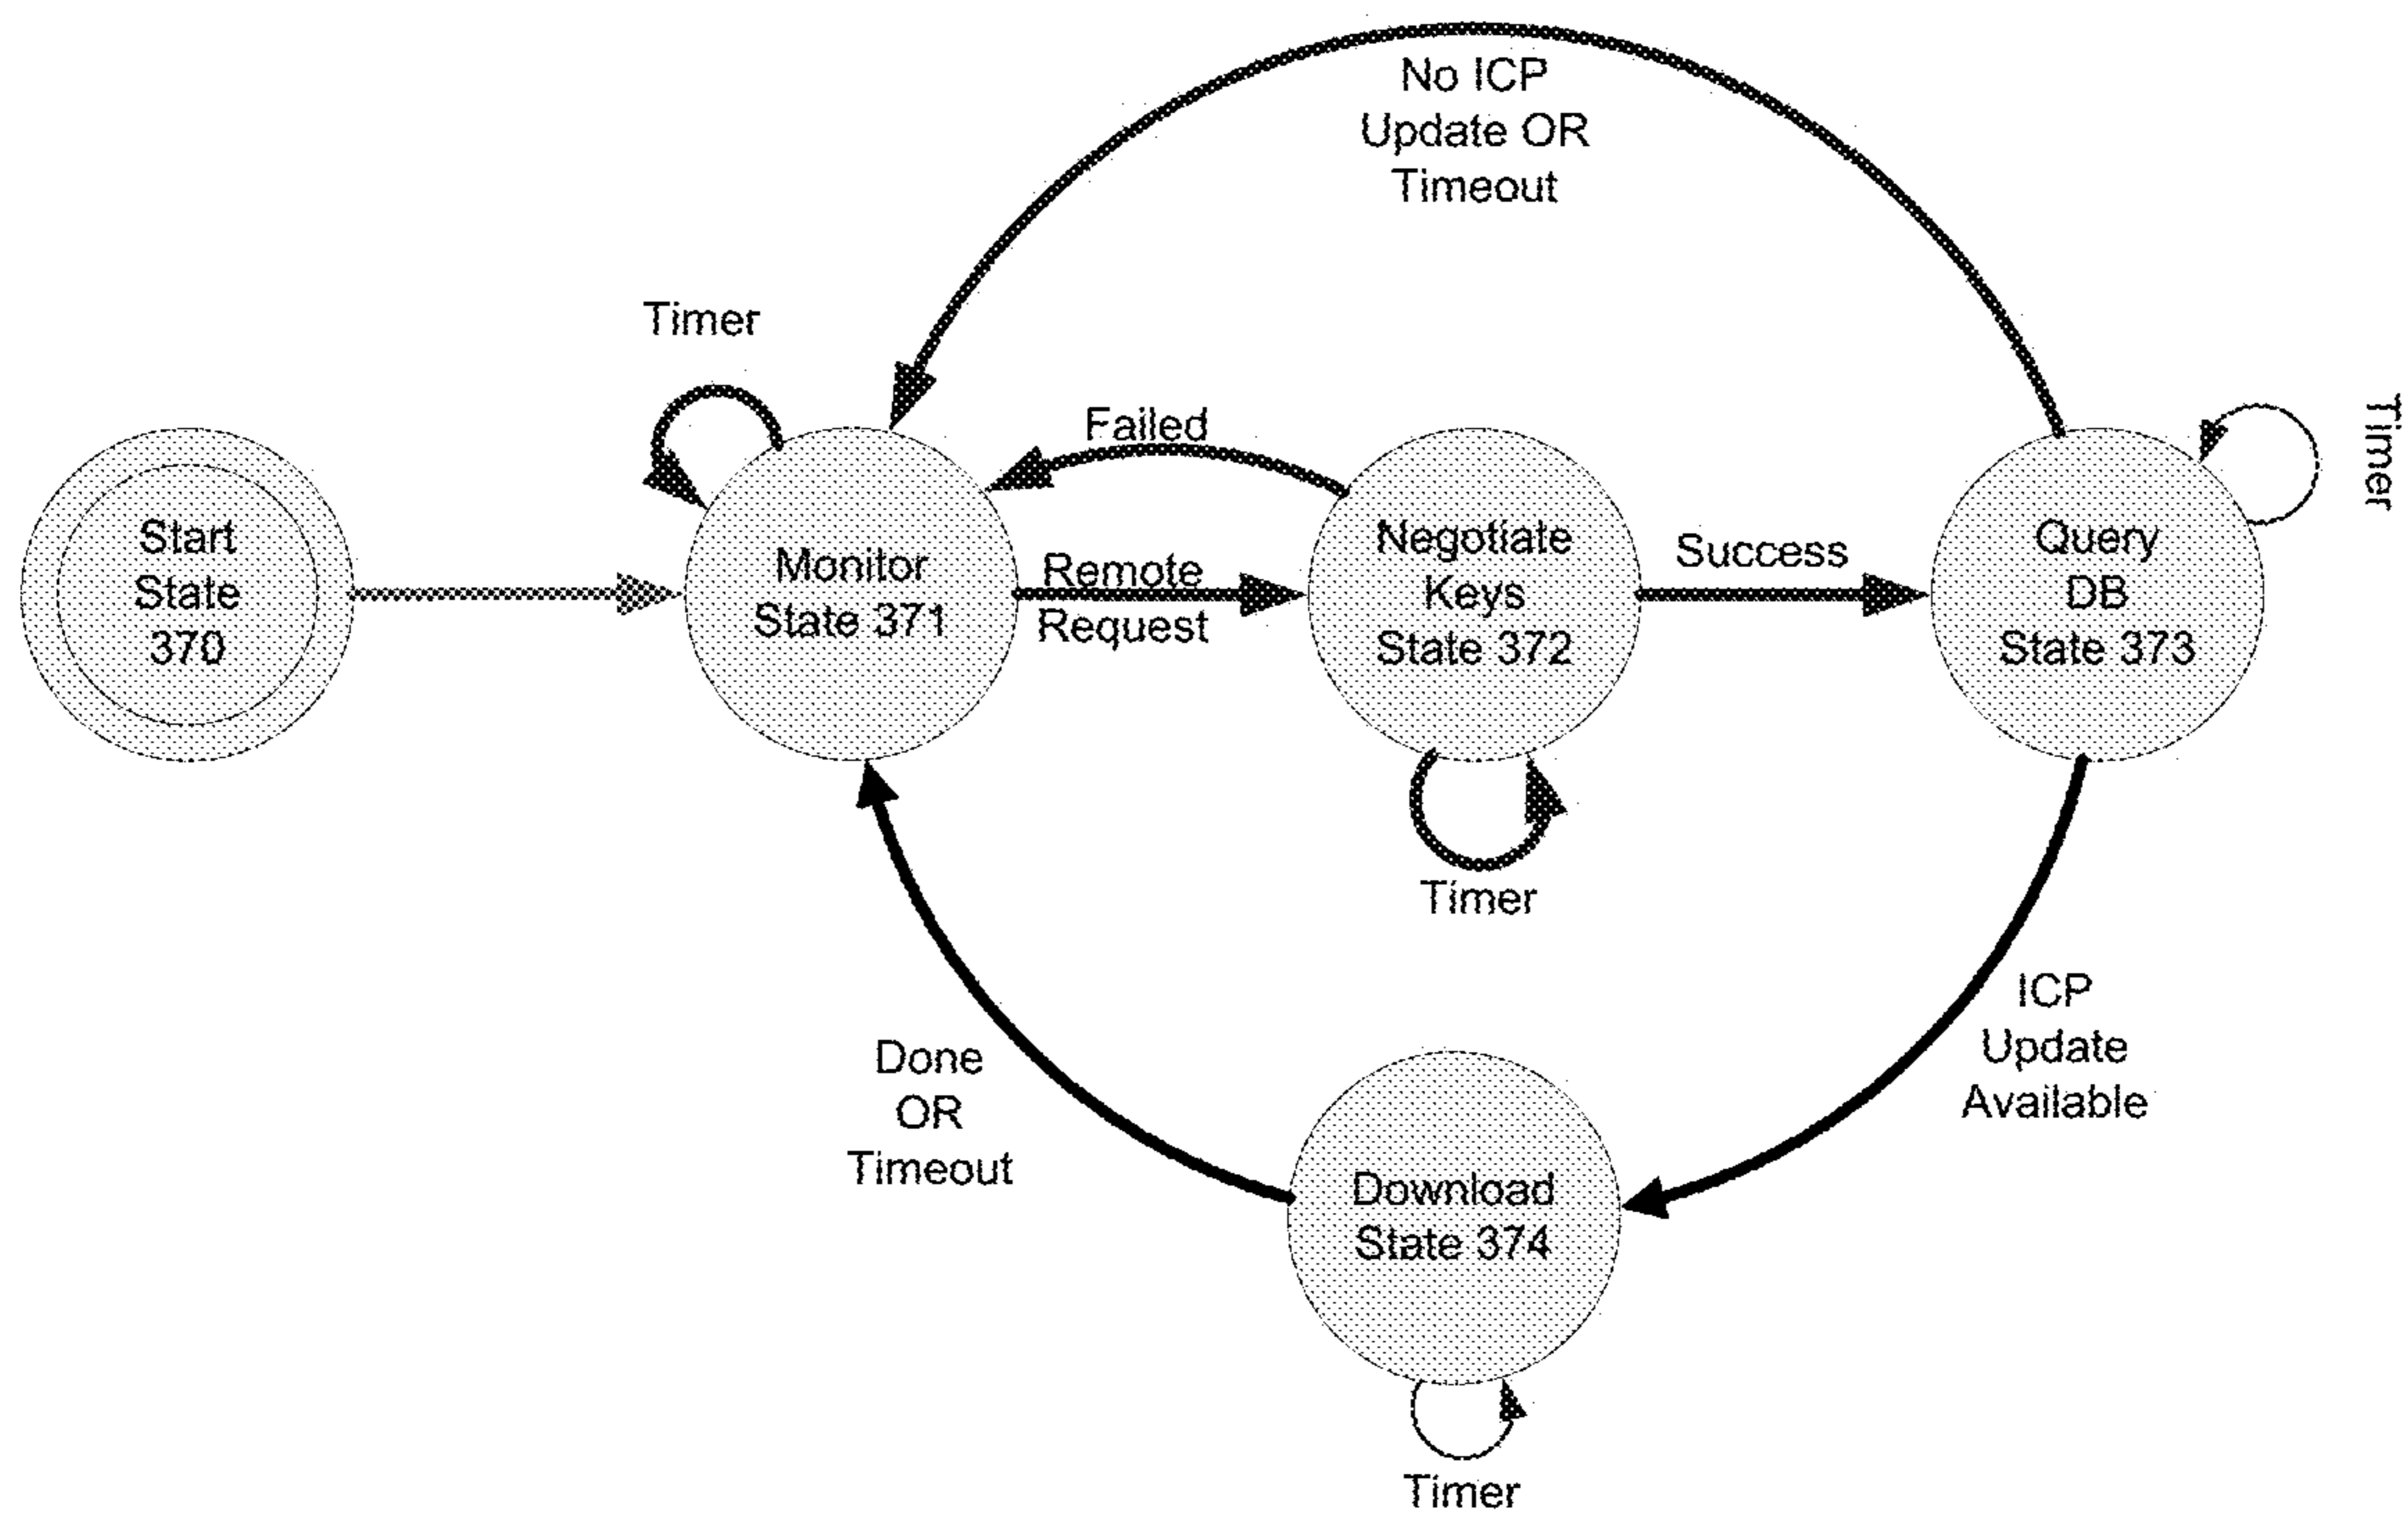 No ICP
Update OR
Timeout
Timer
Failed
Timer
Start
State
370
Monitor
State 371
Remote
Request
Negotiate
Keys
State 372
Success
Query
DB
State 373
Timer
ICP
Update
Available
Done
OR
Timeout
Download
State 374
Timer